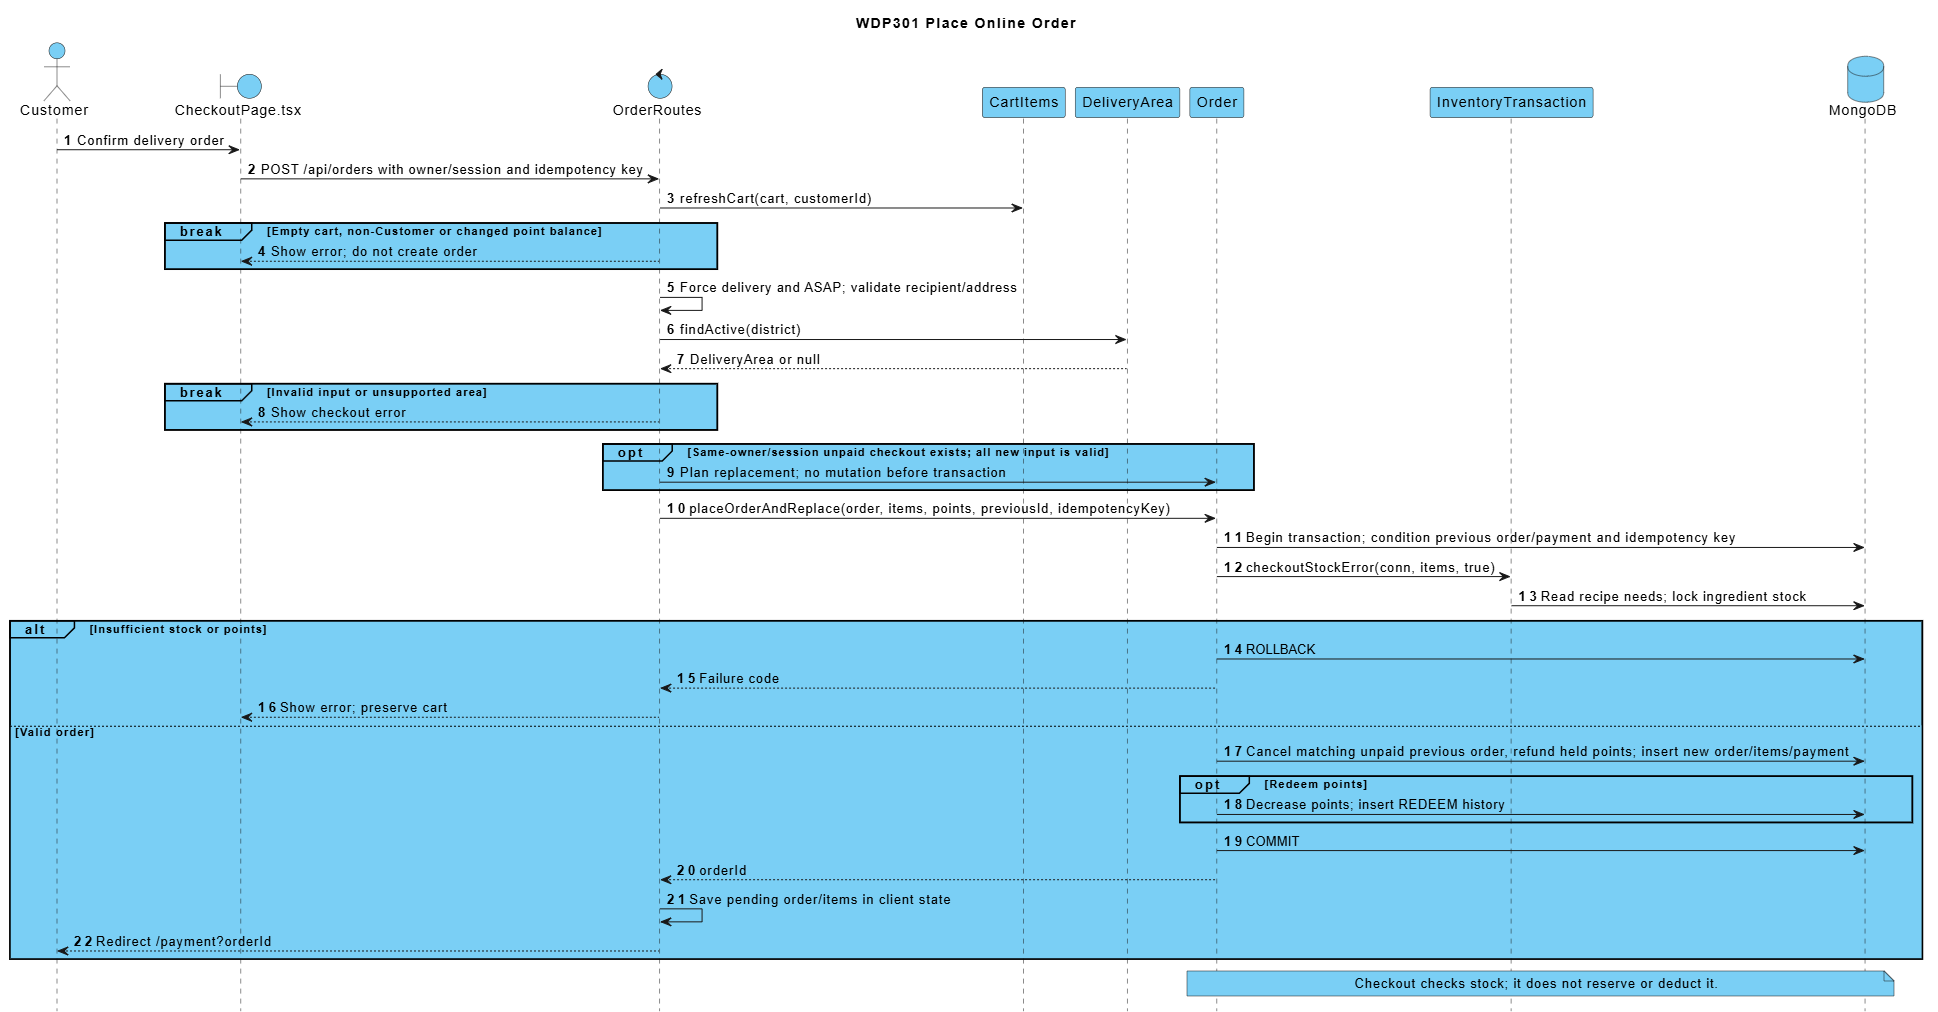 WDP301 Place Online Order
Customer
CheckoutPage.tsx
OrderRoutes
CartItems
DeliveryArea
Order
InventoryTransaction
MongoDB
1 Confirm delivery order
2 POST /api/orders with owner/session and idempotency key
3 refreshCart(cart, customerId)
break [Empty cart, non-Customer or changed point balance]
4 Show error; do not create order
5 Force delivery and ASAP; validate recipient/address
6 findActive(district)
7 DeliveryArea or null
break [Invalid input or unsupported area]
8 Show checkout error
opt [Same-owner/session unpaid checkout exists; all new input is valid]
9 Plan replacement; no mutation before transaction
10 placeOrderAndReplace(order, items, points, previousId, idempotencyKey)
11 Begin transaction; condition previous order/payment and idempotency key
12 checkoutStockError(conn, items, true)
13 Read recipe needs; lock ingredient stock
alt [Insufficient stock or points]
14 ROLLBACK
15 Failure code
16 Show error; preserve cart
[Valid order]
17 Cancel matching unpaid previous order, refund held points; insert new order/items/payment
opt [Redeem points]
18 Decrease points; insert REDEEM history
19 COMMIT
20 orderId
21 Save pending order/items in client state
22 Redirect /payment?orderId
Checkout checks stock; it does not reserve or deduct it.